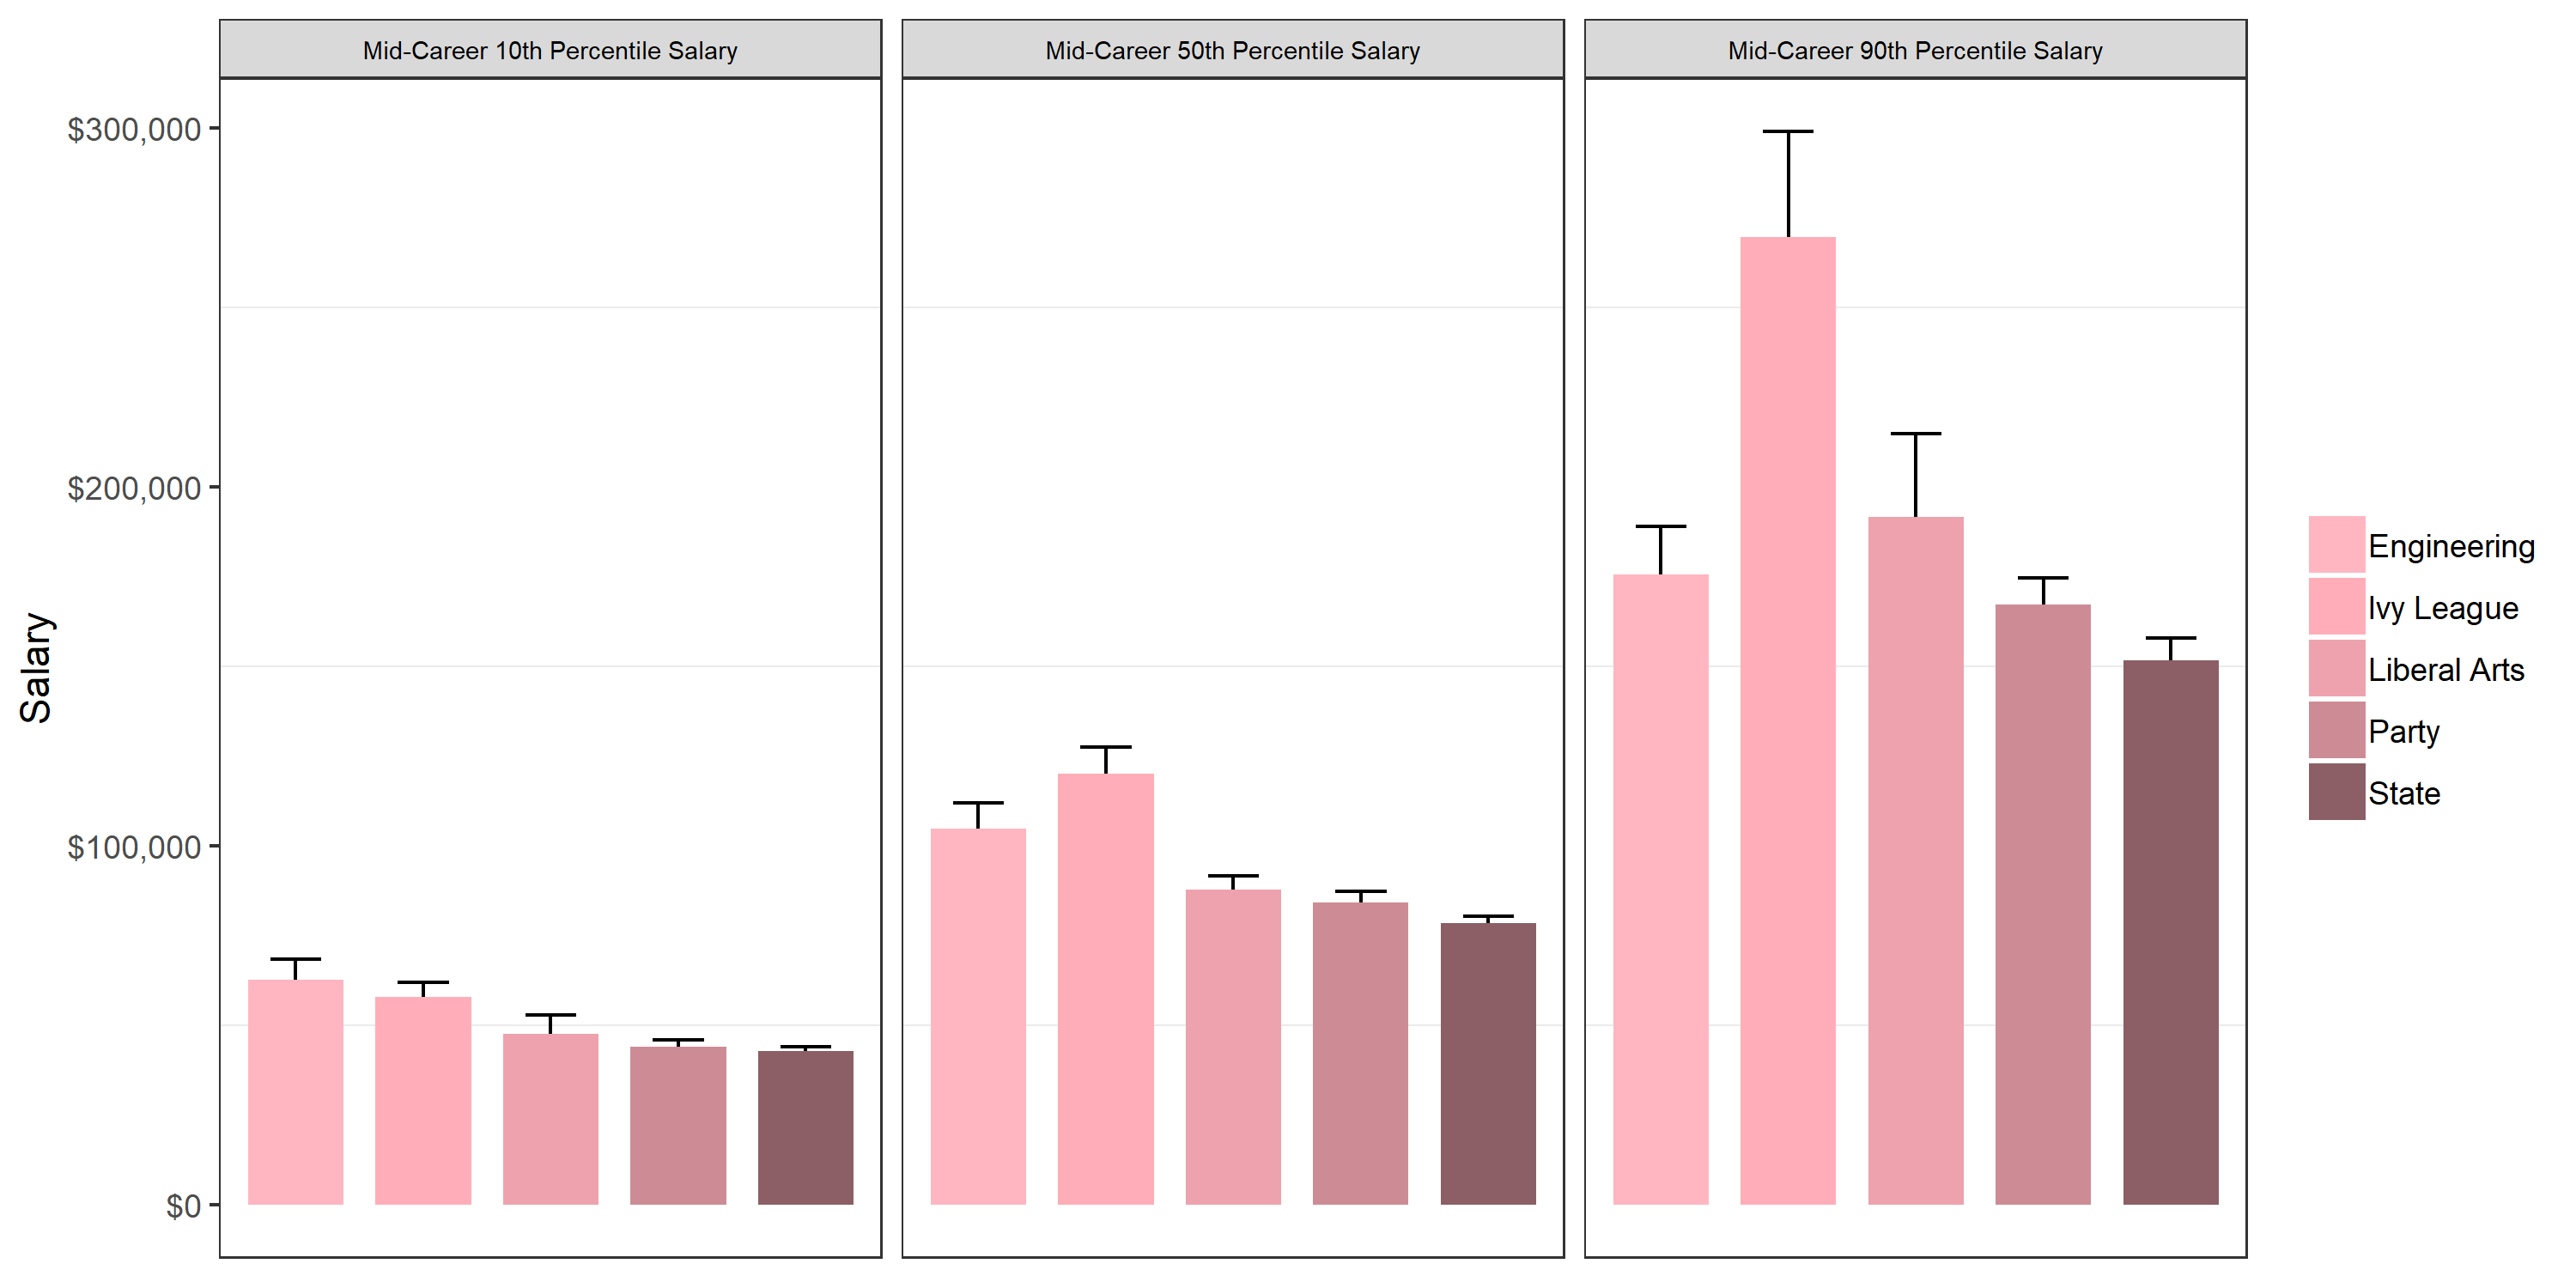 Mid-Career 10th Percentile Salary
Mid-Career 50th Percentile Salary
Mid-Career 90th Percentile Salary
$300,000
$200,000
$100,000
$0
Salary
Engineering
Ivy League
Liberal Arts
Party
State